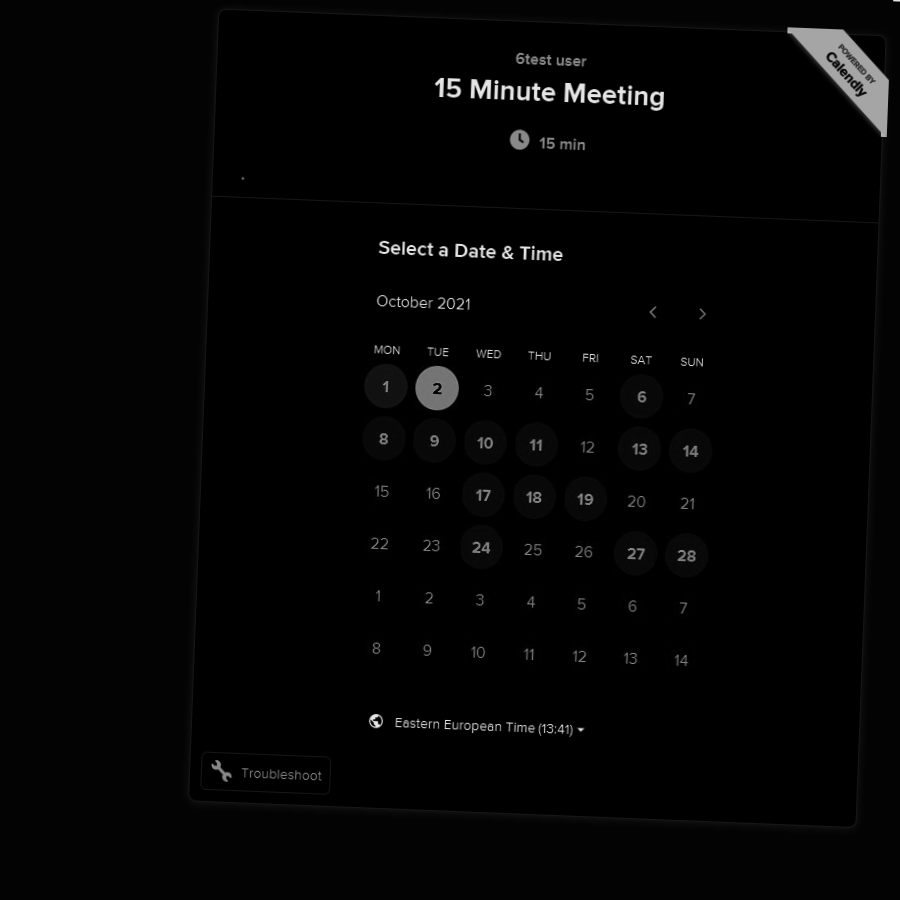 6test user
15 Minute Meeting
15 min
POWERED BY
Calendly
Select a Date & Time
October 2021
MON TUE WED THU FRI SAT SUN
1 2 3 4 5 6 7
8 9 10 11 12 13 14
15 16 17 18 19 20 21
22 23 24 25 26 27 28
1 2 3 4 5 6 7
8 9 10 11 12 13 14
Eastern European Time (13:41)
Troubleshoot